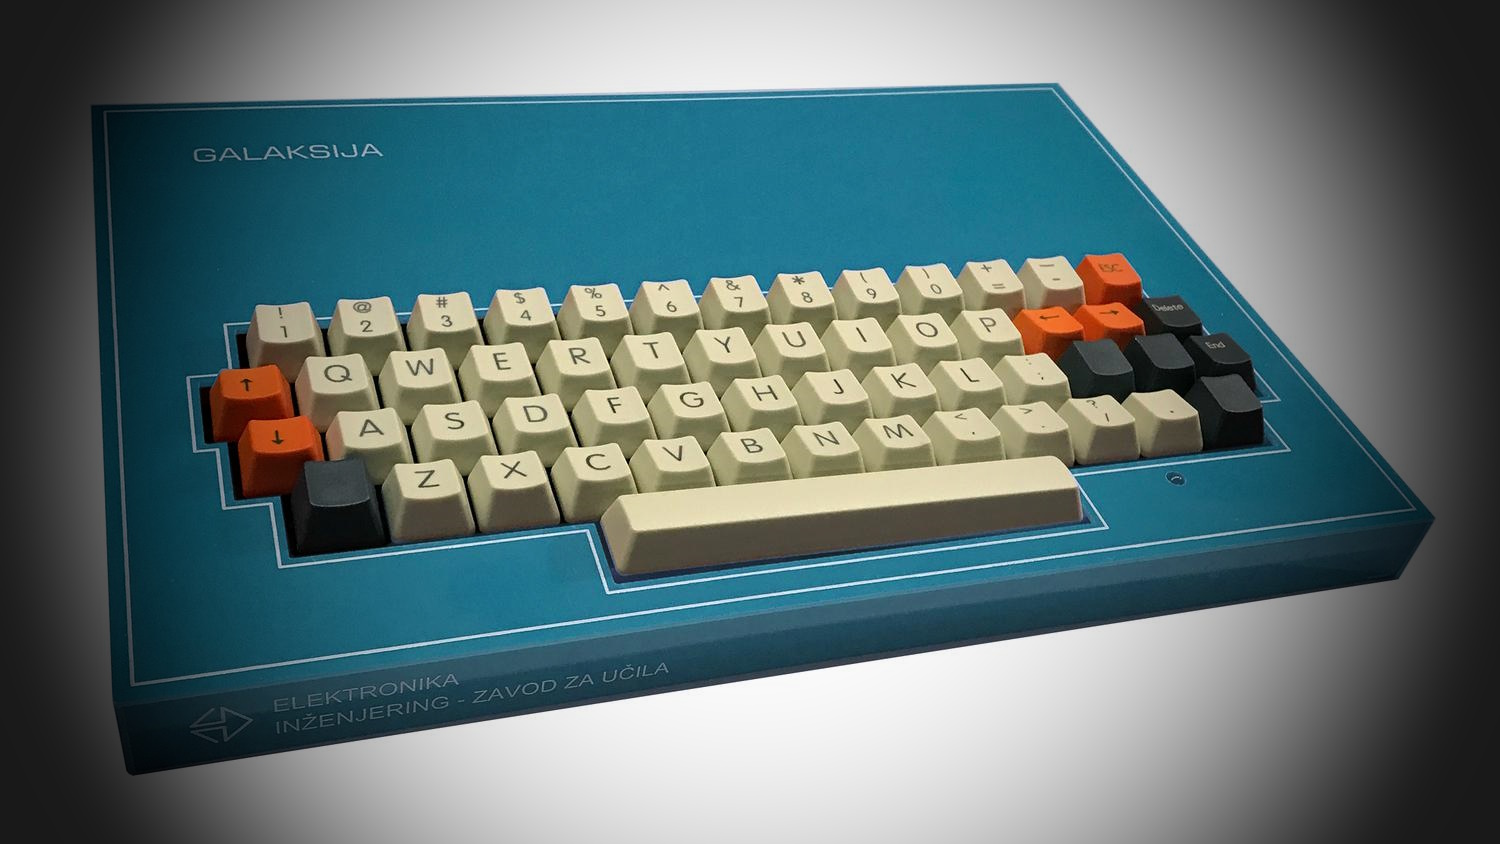 GALAKSIJA
! 1 @ 2 # 3 $ 4 % 5 ^ 6 & 7 * 8 ( 9 ) 0 + = — - ESC
↑ Q W E R T Y U I O P ← → Delete
↓ A S D F G H J K L : ; End
Z X C V B N M < , > . ? / .
ELEKTRONIKA
INŽENJERING - ZAVOD ZA UČILA